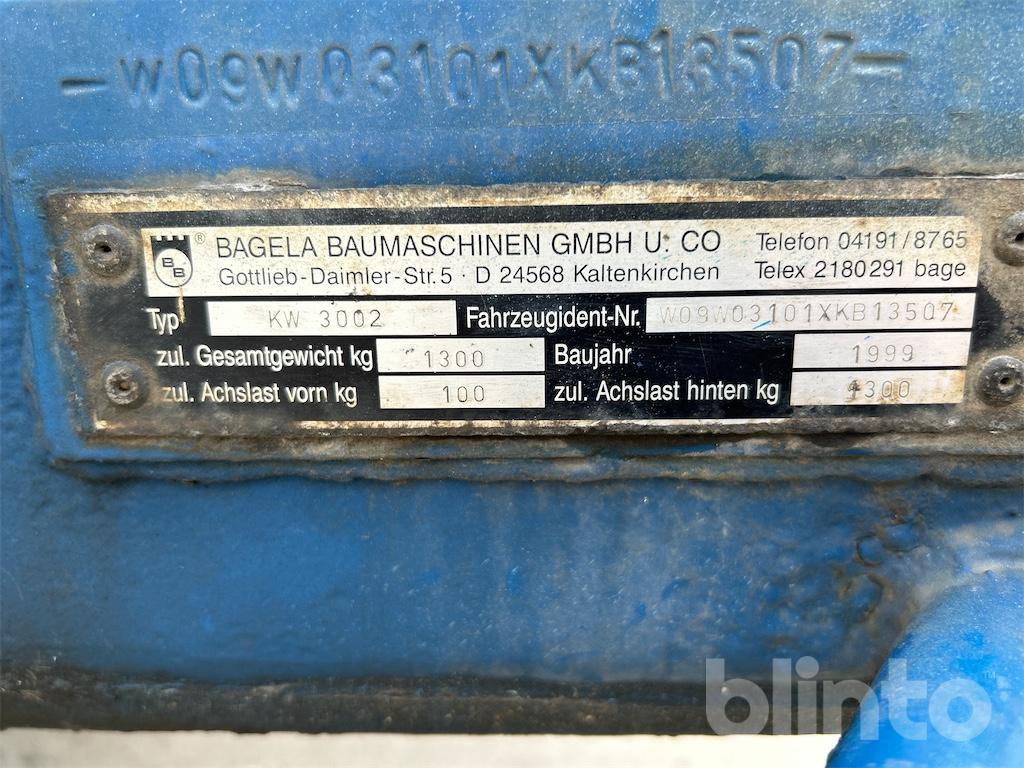 -W09W03101XKB13507-
BB ® BAGELA BAUMASCHINEN GMBH U. CO Telefon 04191/8765
Gottlieb-Daimler-Str.5 · D 24568 Kaltenkirchen Telex 2180291 bage
Typ KW 3002 Fahrzeugident-Nr. W09W03101XKB13507
zul. Gesamtgewicht kg 1300 Baujahr 1999
zul. Achslast vorn kg 100 zul. Achslast hinten kg 1300
blinto™